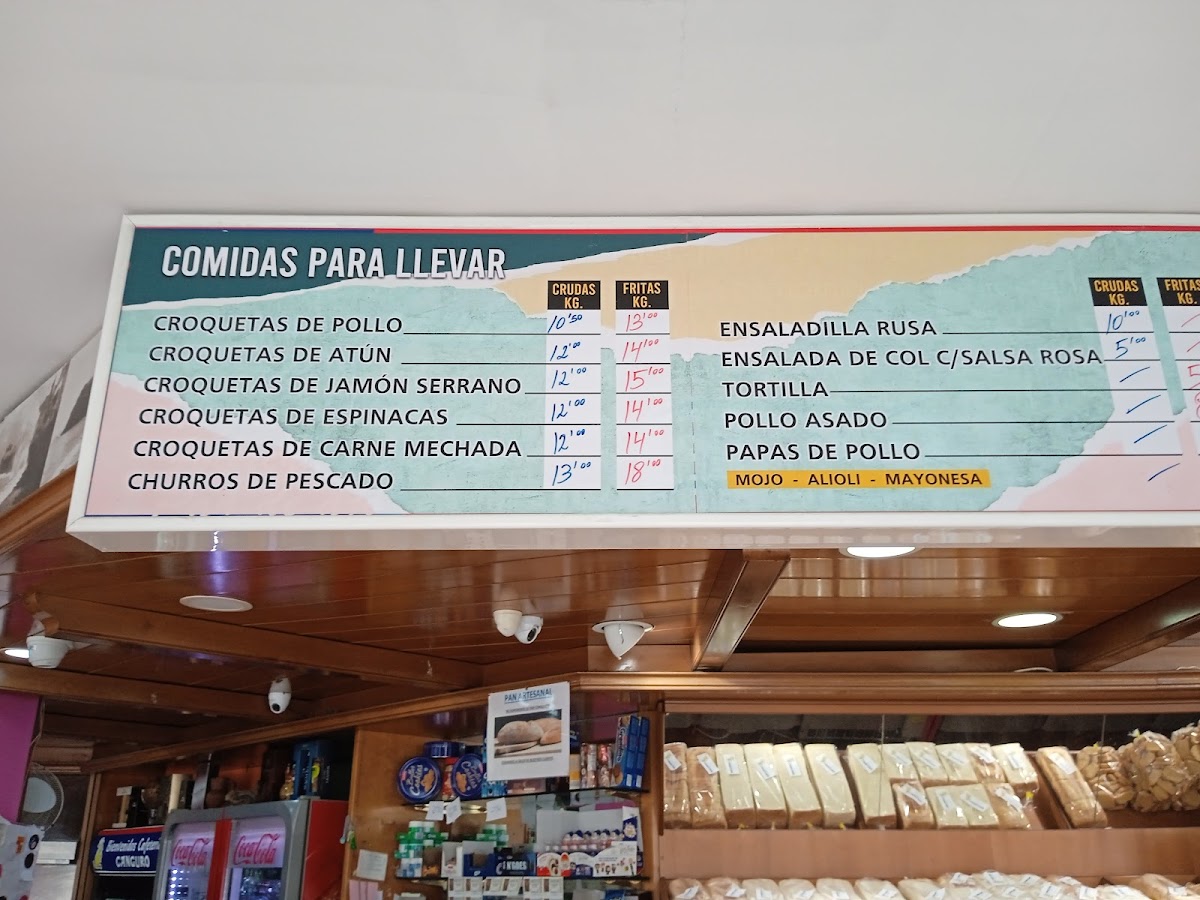 COMIDAS PARA LLEVAR
CRUDAS KG. FRITAS KG.
CROQUETAS DE POLLO 10'50 13'00
CROQUETAS DE ATÚN 12'00 14'00
CROQUETAS DE JAMÓN SERRANO 12'00 15'00
CROQUETAS DE ESPINACAS 12'00 14'00
CROQUETAS DE CARNE MECHADA 12'00 14'00
CHURROS DE PESCADO 13'00 18'00
CRUDAS KG. FRITAS KG.
ENSALADILLA RUSA 10'00
ENSALADA DE COL C/SALSA ROSA 5'00
TORTILLA
POLLO ASADO
PAPAS DE POLLO
MOJO - ALIOLI - MAYONESA
PAN ARTESANAL
Bienvenidos Cafetería
CANGURO
Coca-Cola
Coca-Cola